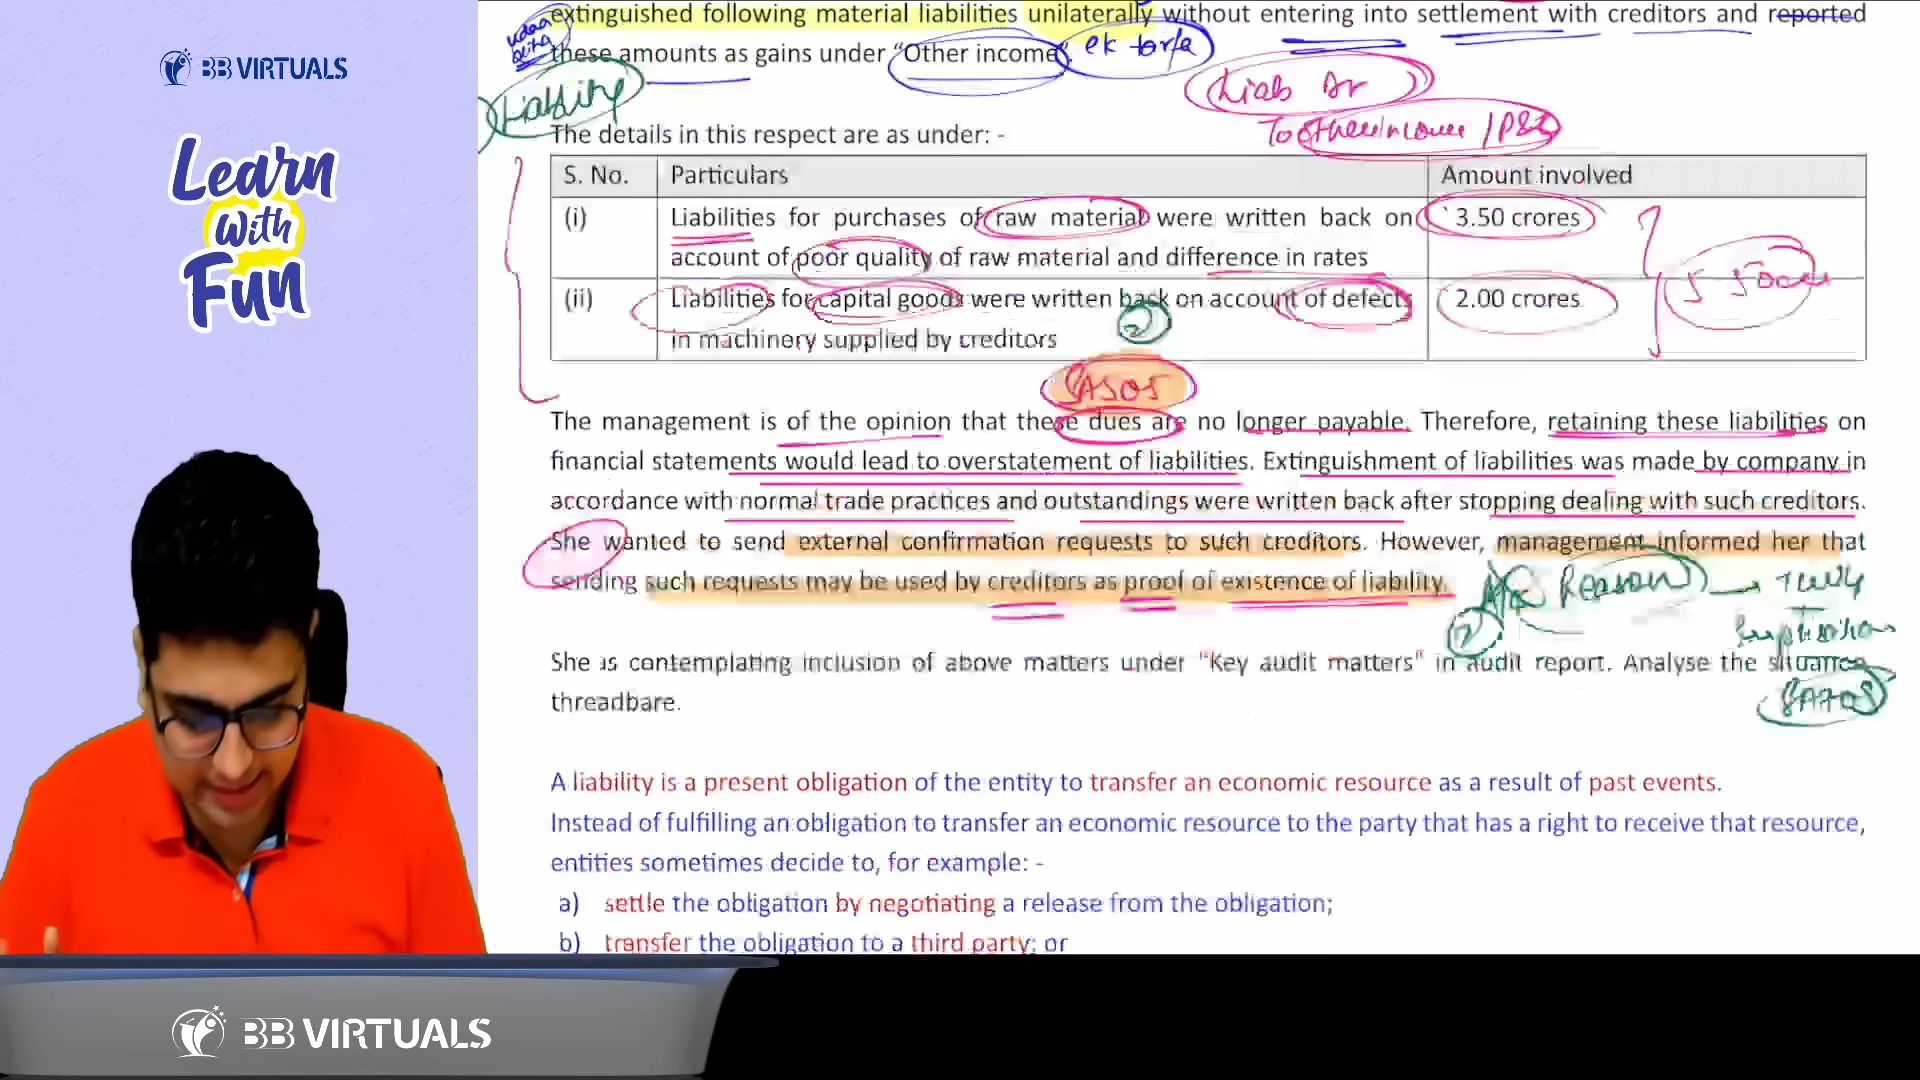 BB VIRTUALS
Learn
With
Fun
extinguished following material liabilities unilaterally without entering into settlement with creditors and reported
these amounts as gains under “Other income”.
ek tarfa
Liability
Liab Dr
To Other Income / P&L
The details in this respect are as under: -
S. No. Particulars Amount involved
(i) Liabilities for purchases of raw material were written back on ` 3.50 crores
account of poor quality of raw material and difference in rates
(ii) Liabilities for capital goods were written back on account of defects 2.00 crores
in machinery supplied by creditors
The management is of the opinion that these dues are no longer payable. Therefore, retaining these liabilities on
financial statements would lead to overstatement of liabilities. Extinguishment of liabilities was made by company in
accordance with normal trade practices and outstandings were written back after stopping dealing with such creditors.
She wanted to send external confirmation requests to such creditors. However, management informed her that
sending such requests may be used by creditors as proof of existence of liability.
Reason
She is contemplating inclusion of above matters under "Key audit matters" in audit report. Analyse the situation
threadbare.
A liability is a present obligation of the entity to transfer an economic resource as a result of past events.
Instead of fulfilling an obligation to transfer an economic resource to the party that has a right to receive that resource,
entities sometimes decide to, for example: -
a) settle the obligation by negotiating a release from the obligation;
b) transfer the obligation to a third party; or
BB VIRTUALS